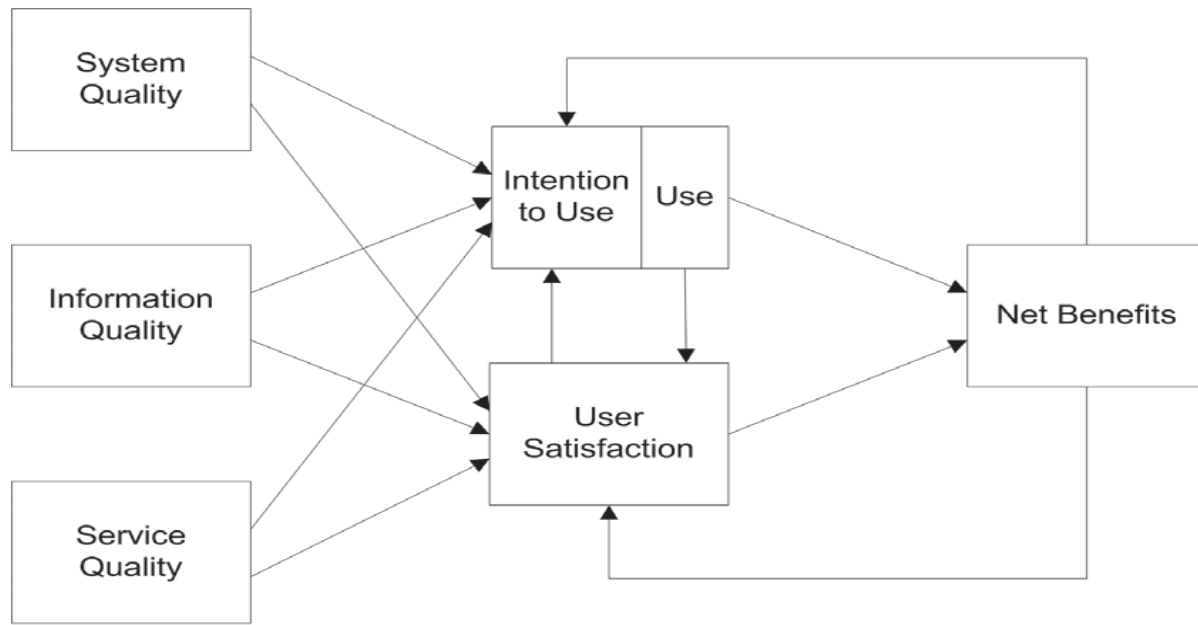 System
Quality
Intention
to Use
Use
Information
Quality
Net Benefits
User
Satisfaction
Service
Quality